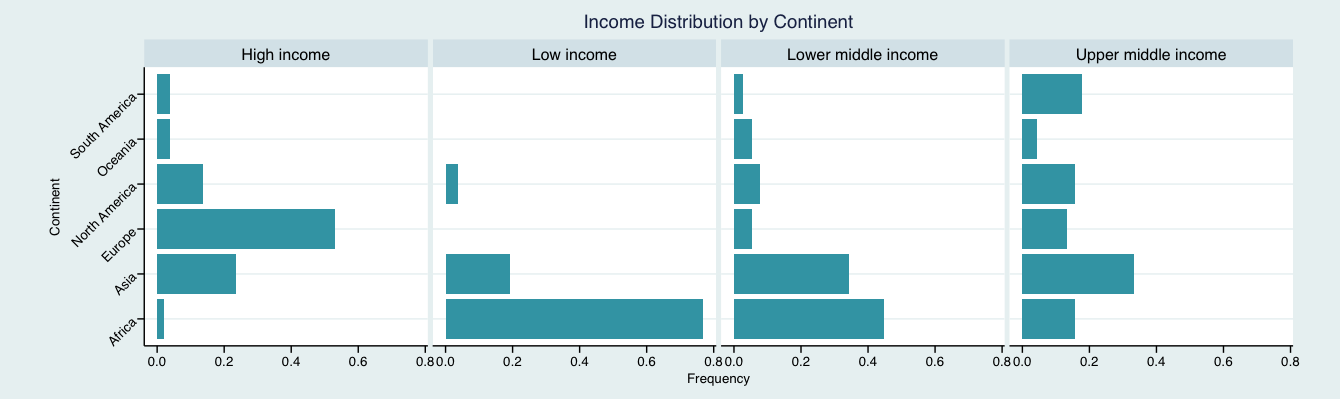 Income Distribution by Continent
High income
Low income
Lower middle income
Upper middle income
Continent
South America
Oceania
North America
Europe
Asia
Africa
0.0 0.2 0.4 0.6 0.8
0.0 0.2 0.4 0.6 0.8
0.0 0.2 0.4 0.6 0.8
0.0 0.2 0.4 0.6 0.8
Frequency